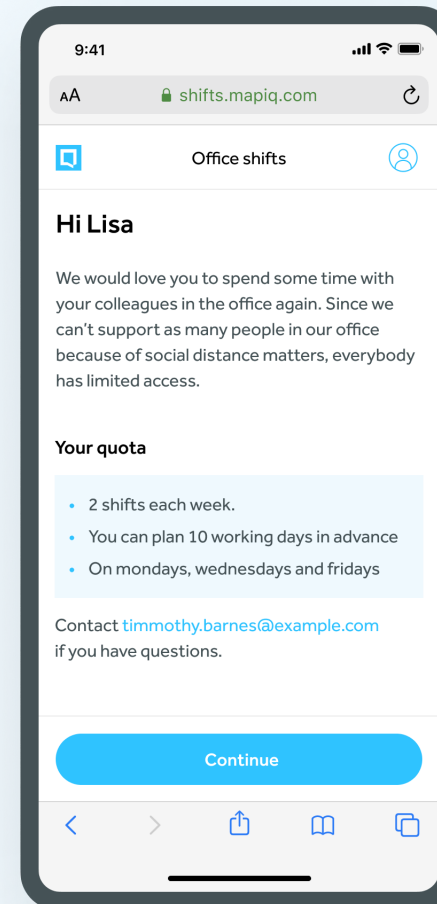 9:41
AA shifts.mapiq.com
Office shifts
Hi Lisa
We would love you to spend some time with
your colleagues in the office again. Since we
can't support as many people in our office
because of social distance matters, everybody
has limited access.
Your quota
• 2 shifts each week.
• You can plan 10 working days in advance
• On mondays, wednesdays and fridays
Contact timmothy.barnes@example.com
if you have questions.
Continue